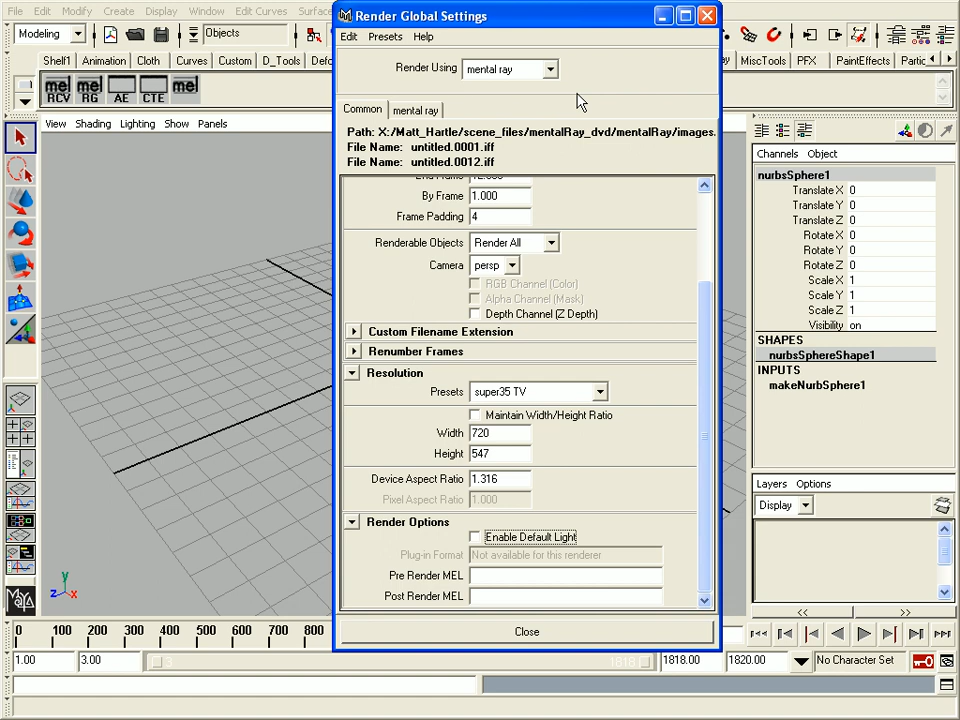 File Edit Modify Create Display Window Edit Curves Surfac
Render Global Settings
Modeling
Objects
Edit Presets Help
Shelf1 Animation Cloth Curves Custom D_Tools Defo
MiscTools PFX PaintEffects Partic
Render Using mental ray
mel mel mel
RCV RG AE CTE
Common mental ray
View Shading Lighting Show Panels
Path: X:/Matt_Hartle/scene_files/mentalRay_dvd/mentalRay/images.
File Name: untitled.0001.iff
File Name: untitled.0012.iff
By Frame 1.000
Frame Padding 4
Renderable Objects Render All
Camera persp
RGB Channel (Color)
Alpha Channel (Mask)
Depth Channel (Z Depth)
Custom Filename Extension
Renumber Frames
Resolution
Presets super35 TV
Maintain Width/Height Ratio
Width 720
Height 547
Device Aspect Ratio 1.316
Pixel Aspect Ratio 1.000
Render Options
Enable Default Light
Plug-in Format Not available for this renderer
Pre Render MEL
Post Render MEL
Close
Channels Object
nurbsSphere1
Translate X 0
Translate Y 0
Translate Z 0
Rotate X 0
Rotate Y 0
Rotate Z 0
Scale X 1
Scale Y 1
Scale Z 1
Visibility on
SHAPES
nurbsSphereShape1
INPUTS
makeNurbSphere1
Layers Options
Display
<< >>
y
z x
MAYA
0 100 200 300 400 500 600 700 800
1.00 3.00 3 1818 1818.00 1820.00 No Character Set